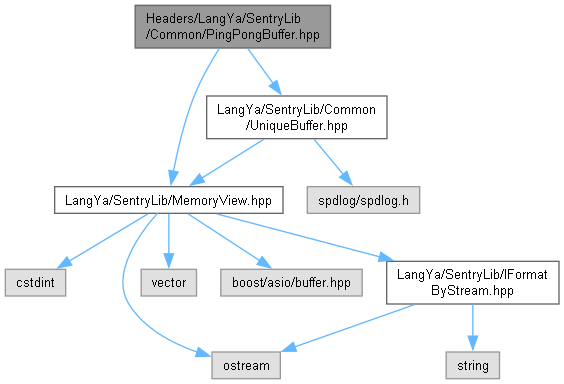 Headers/LangYa/SentryLib
/Common/PingPongBuffer.hpp
LangYa/SentryLib/Common
/UniqueBuffer.hpp
LangYa/SentryLib/MemoryView.hpp
spdlog/spdlog.h
cstdint
vector
boost/asio/buffer.hpp
LangYa/SentryLib/IFormat
ByStream.hpp
ostream
string